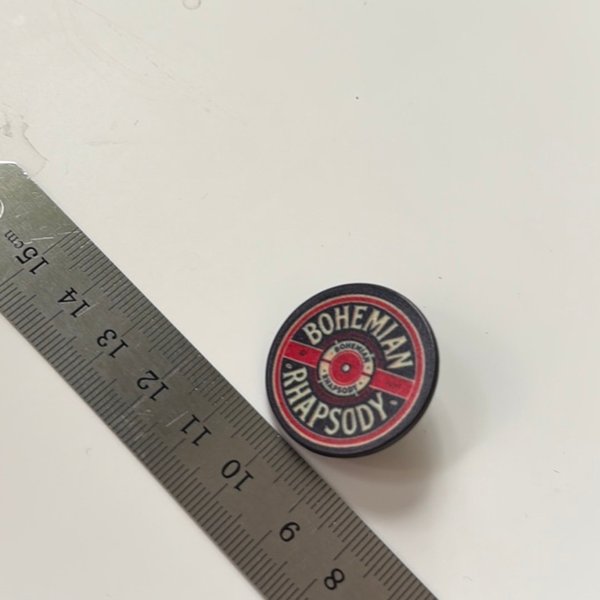 BOHEMIAN
RHAPSODY
BOHEMIAN
RHAPSODY
15cm
14
13
12
11
10
9
8